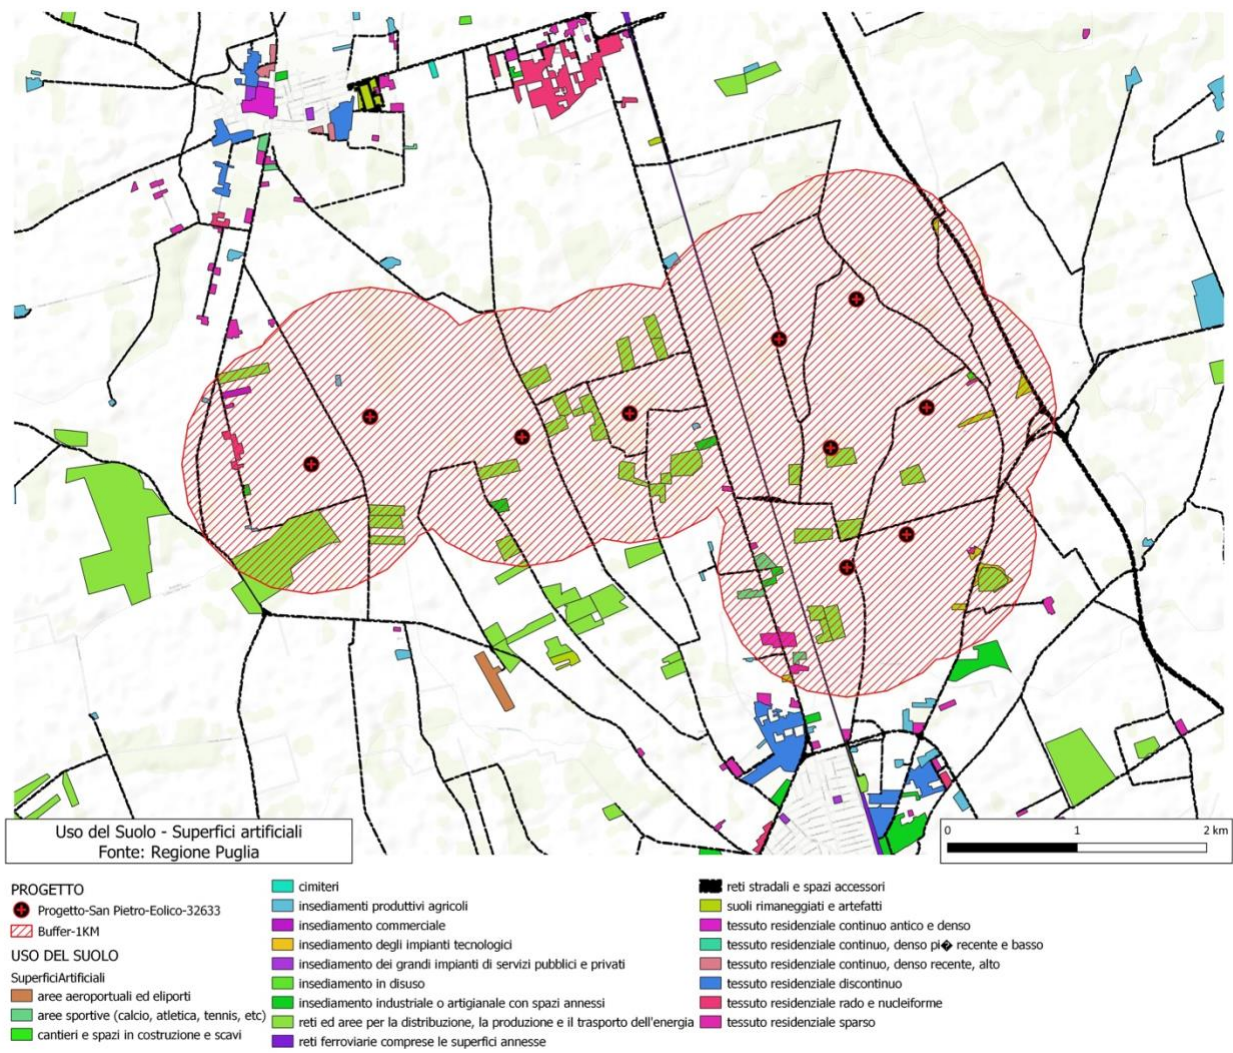 Uso del Suolo - Superfici artificiali
Fonte: Regione Puglia
0 1 2 km
PROGETTO
Progetto-San Pietro-Eolico-32633
Buffer-1KM
USO DEL SUOLO
SuperficiArtificiali
aree aeroportuali ed eliporti
aree sportive (calcio, atletica, tennis, etc)
cantieri e spazi in costruzione e scavi
cimiteri
insediamenti produttivi agricoli
insediamento commerciale
insediamento degli impianti tecnologici
insediamento dei grandi impianti di servizi pubblici e privati
insediamento in disuso
insediamento industriale o artigianale con spazi annessi
reti ed aree per la distribuzione, la produzione e il trasporto dell'energia
reti ferroviarie comprese le superfici annesse
reti stradali e spazi accessori
suoli rimaneggiati e artefatti
tessuto residenziale continuo antico e denso
tessuto residenziale continuo, denso pi� recente e basso
tessuto residenziale continuo, denso recente, alto
tessuto residenziale discontinuo
tessuto residenziale rado e nucleiforme
tessuto residenziale sparso